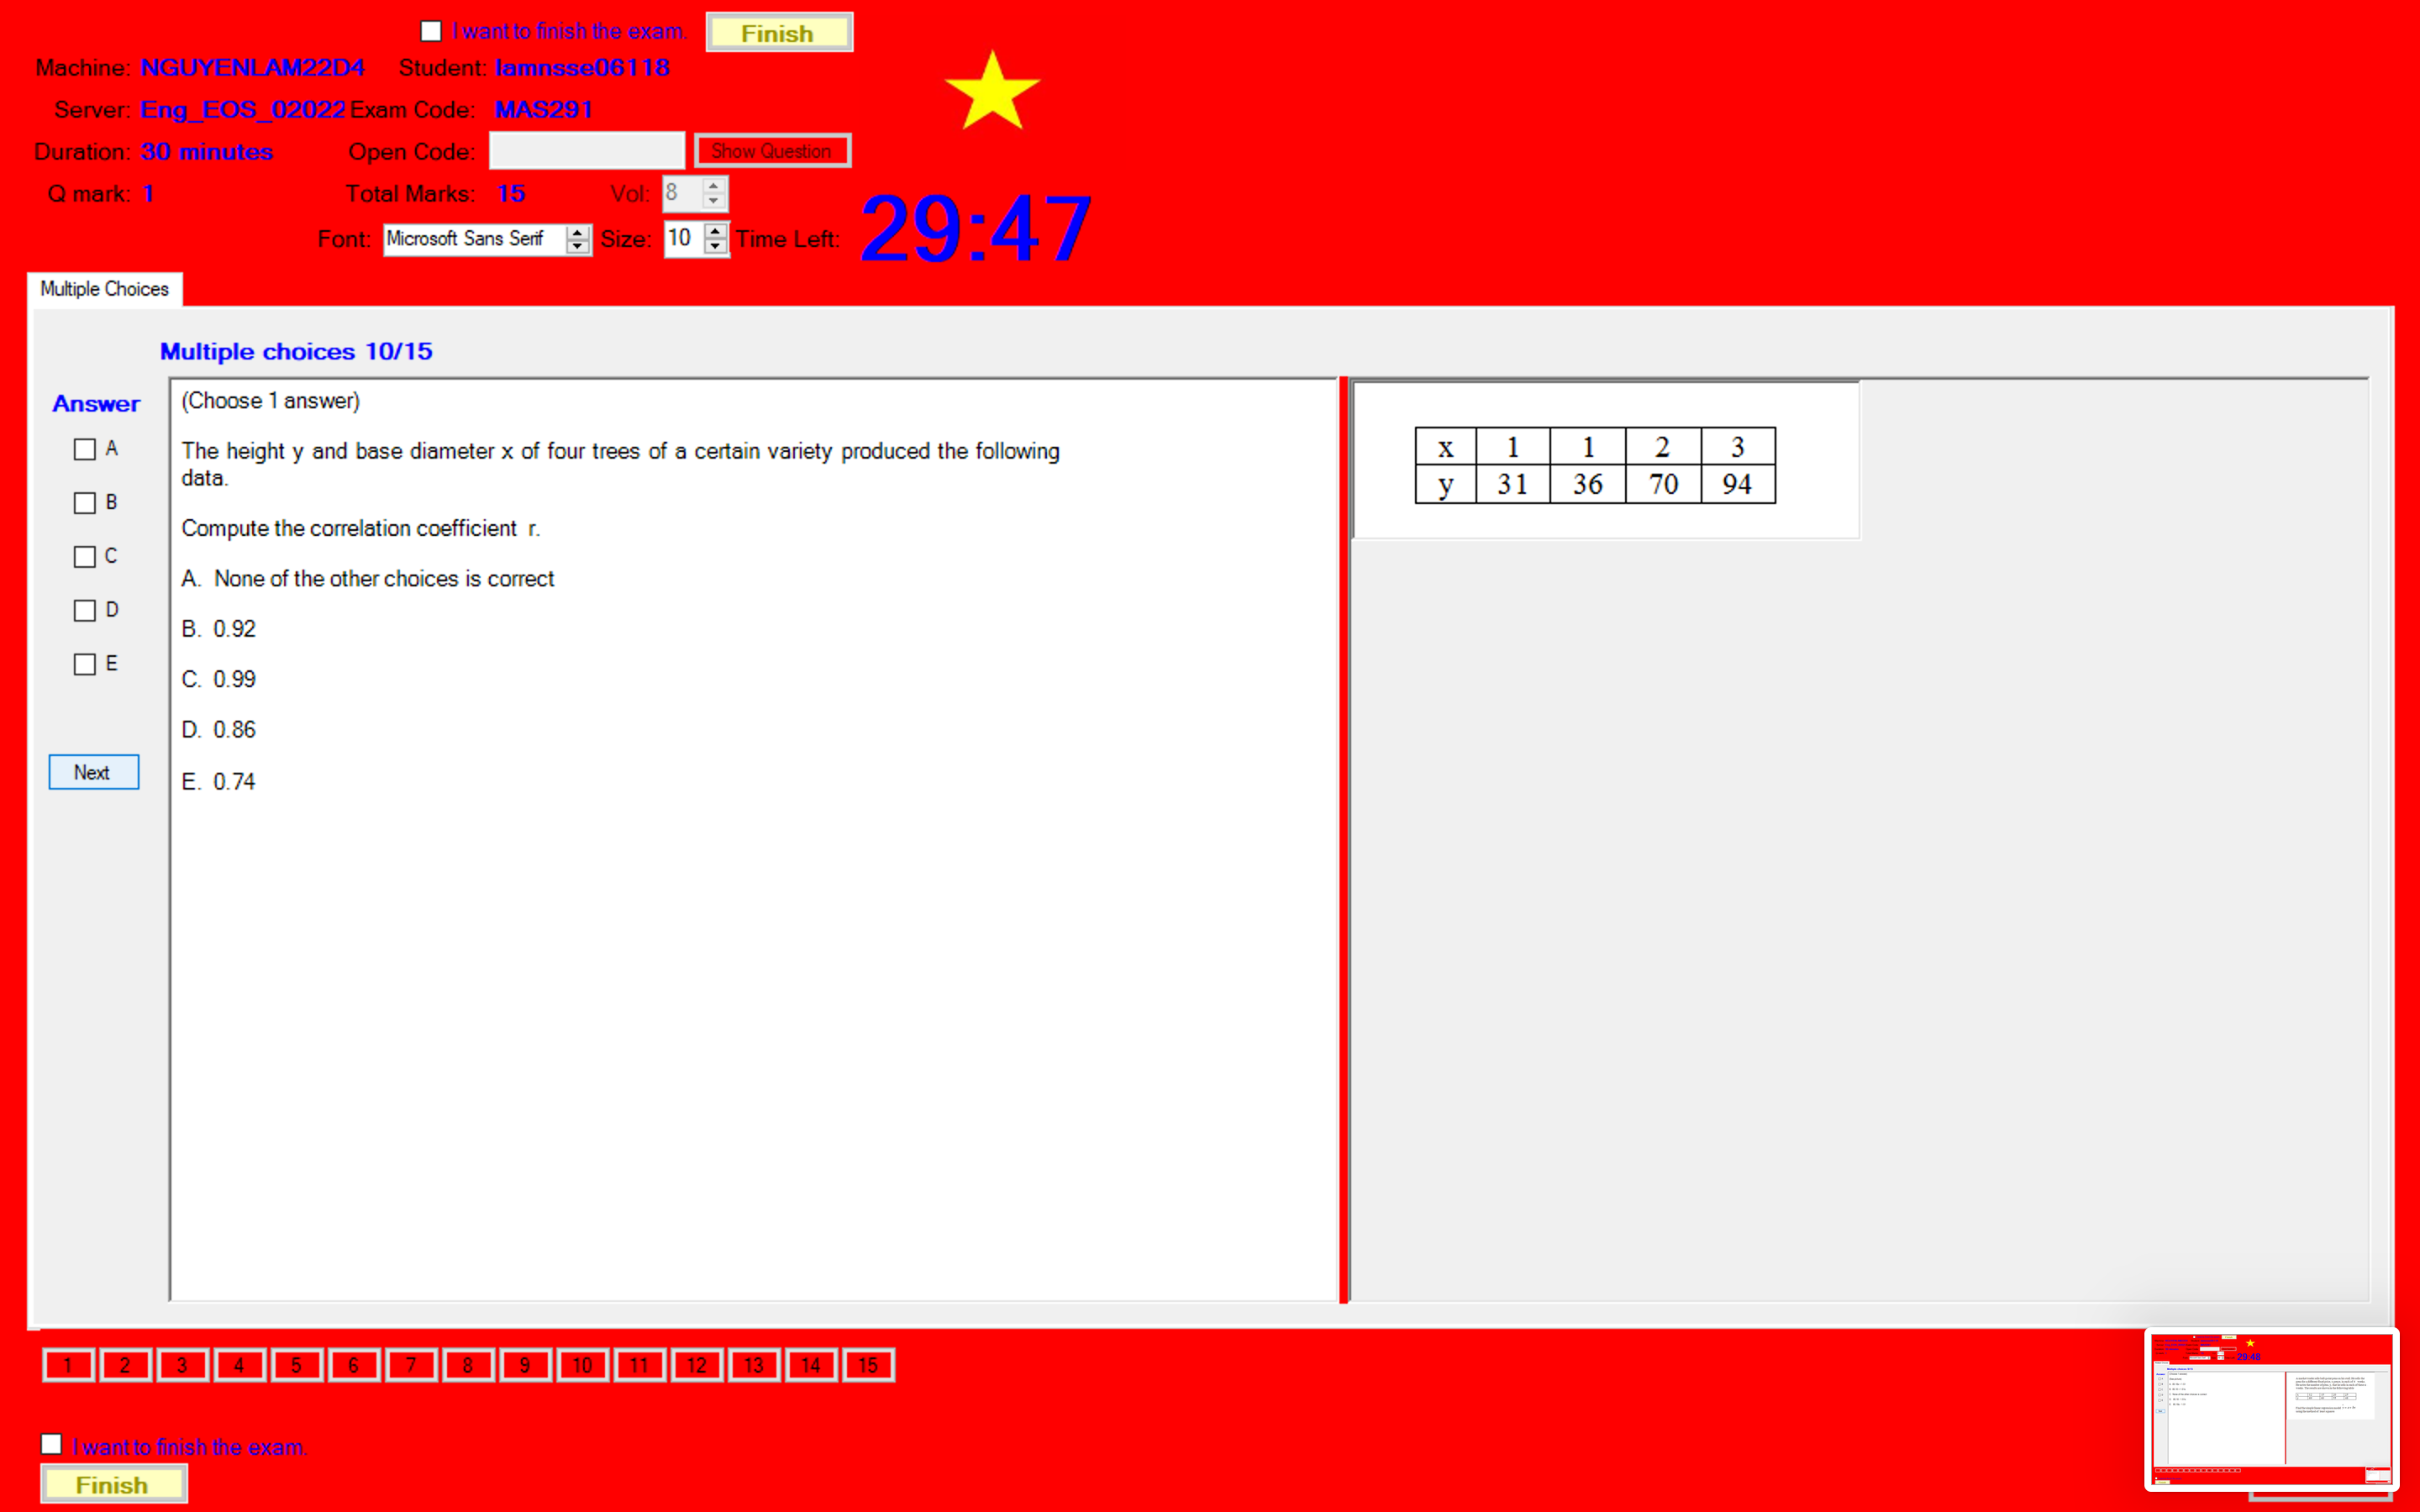 I want to finish the exam.
Finish
Machine: NGUYENLAM22D4 Student: lamnsse06118
Server: Eng_EOS_02022 Exam Code: MAS291
Duration: 30 minutes Open Code: Show Question
Q mark: 1 Total Marks: 15 Vol: 8
Font: Microsoft Sans Serif Size: 10 Time Left: 29:47
Multiple Choices
Multiple choices 10/15
Answer
A
B
C
D
E
Next
(Choose 1 answer)
The height y and base diameter x of four trees of a certain variety produced the following
data.
Compute the correlation coefficient r.
A. None of the other choices is correct
B. 0.92
C. 0.99
D. 0.86
E. 0.74
x 1 1 2 3
y 31 36 70 94
1 2 3 4 5 6 7 8 9 10 11 12 13 14 15
I want to finish the exam.
Finish